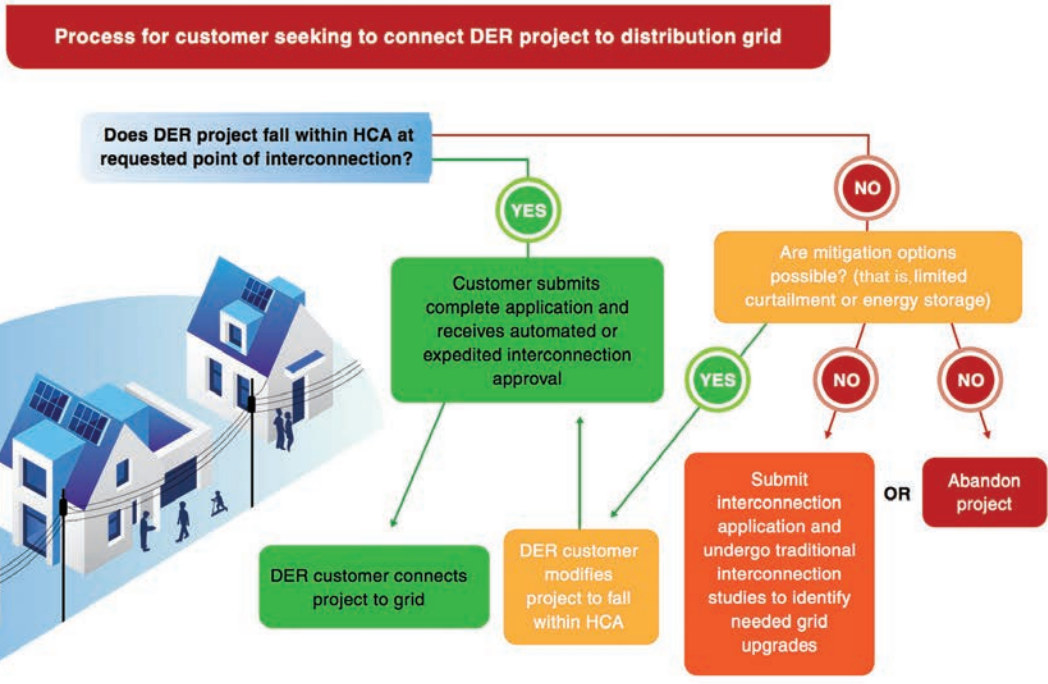 Process for customer seeking to connect DER project to distribution grid
Does DER project fall within HCA at
requested point of interconnection?
NO
YES
Are mitigation options
possible? (that is, limited
curtailment or energy storage)
Customer submits
complete application and
receives automated or
expedited interconnection
approval
YES
NO
NO
Submit
interconnection
application and
undergo traditional
interconnection
studies to identify
needed grid
upgrades
OR
Abandon
project
DER customer connects
project to grid
DER customer
modifies
project to fall
within HCA